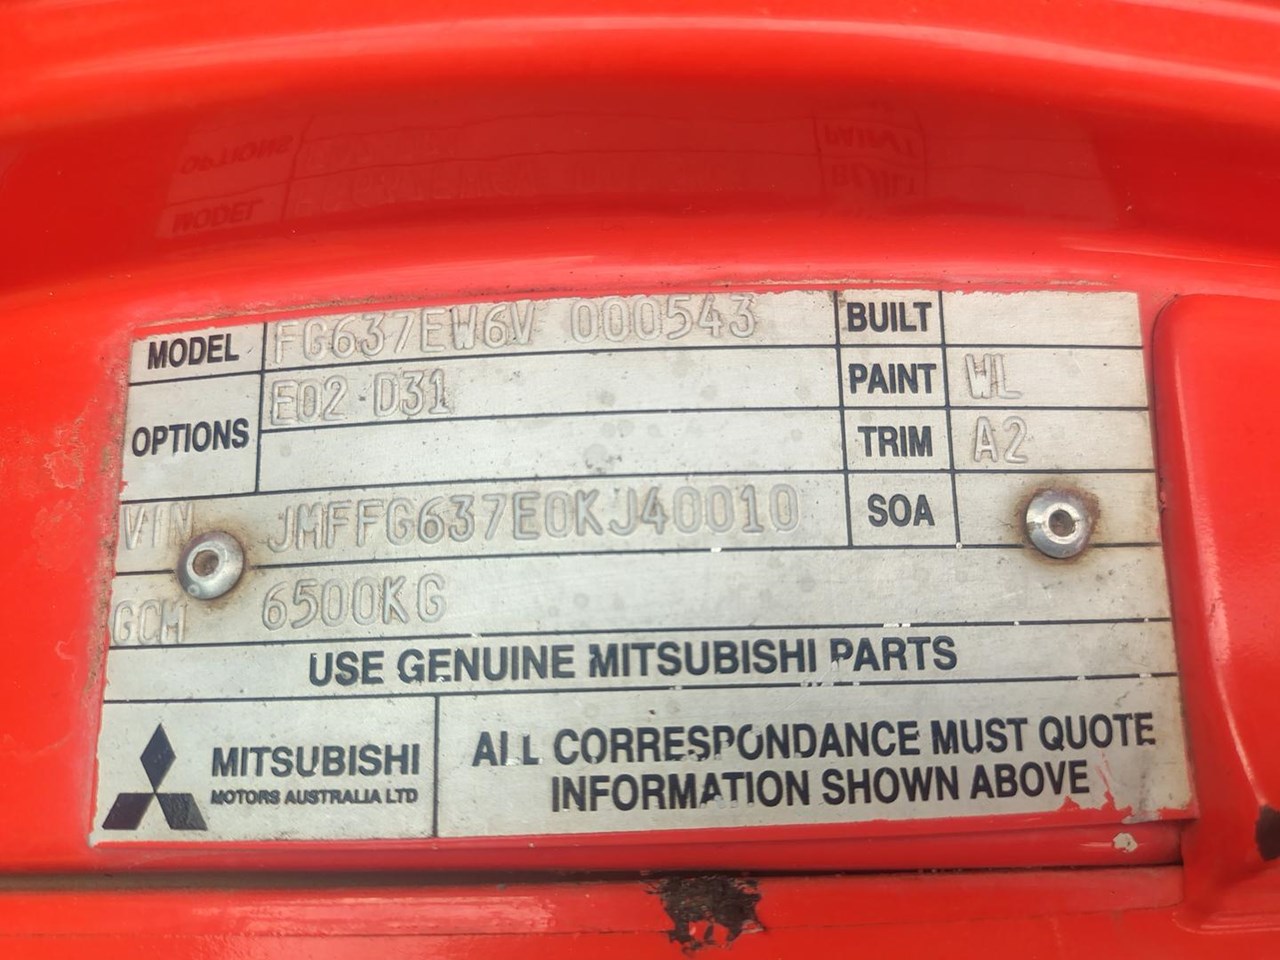 MODEL FG637EW6V 000543 BUILT
OPTIONS E02 D31 PAINT WL
TRIM A2
VIN JMFFG637E0KJ40010 SOA
GCM 6500KG
USE GENUINE MITSUBISHI PARTS
MITSUBISHI
MOTORS AUSTRALIA LTD
ALL CORRESPONDANCE MUST QUOTE
INFORMATION SHOWN ABOVE